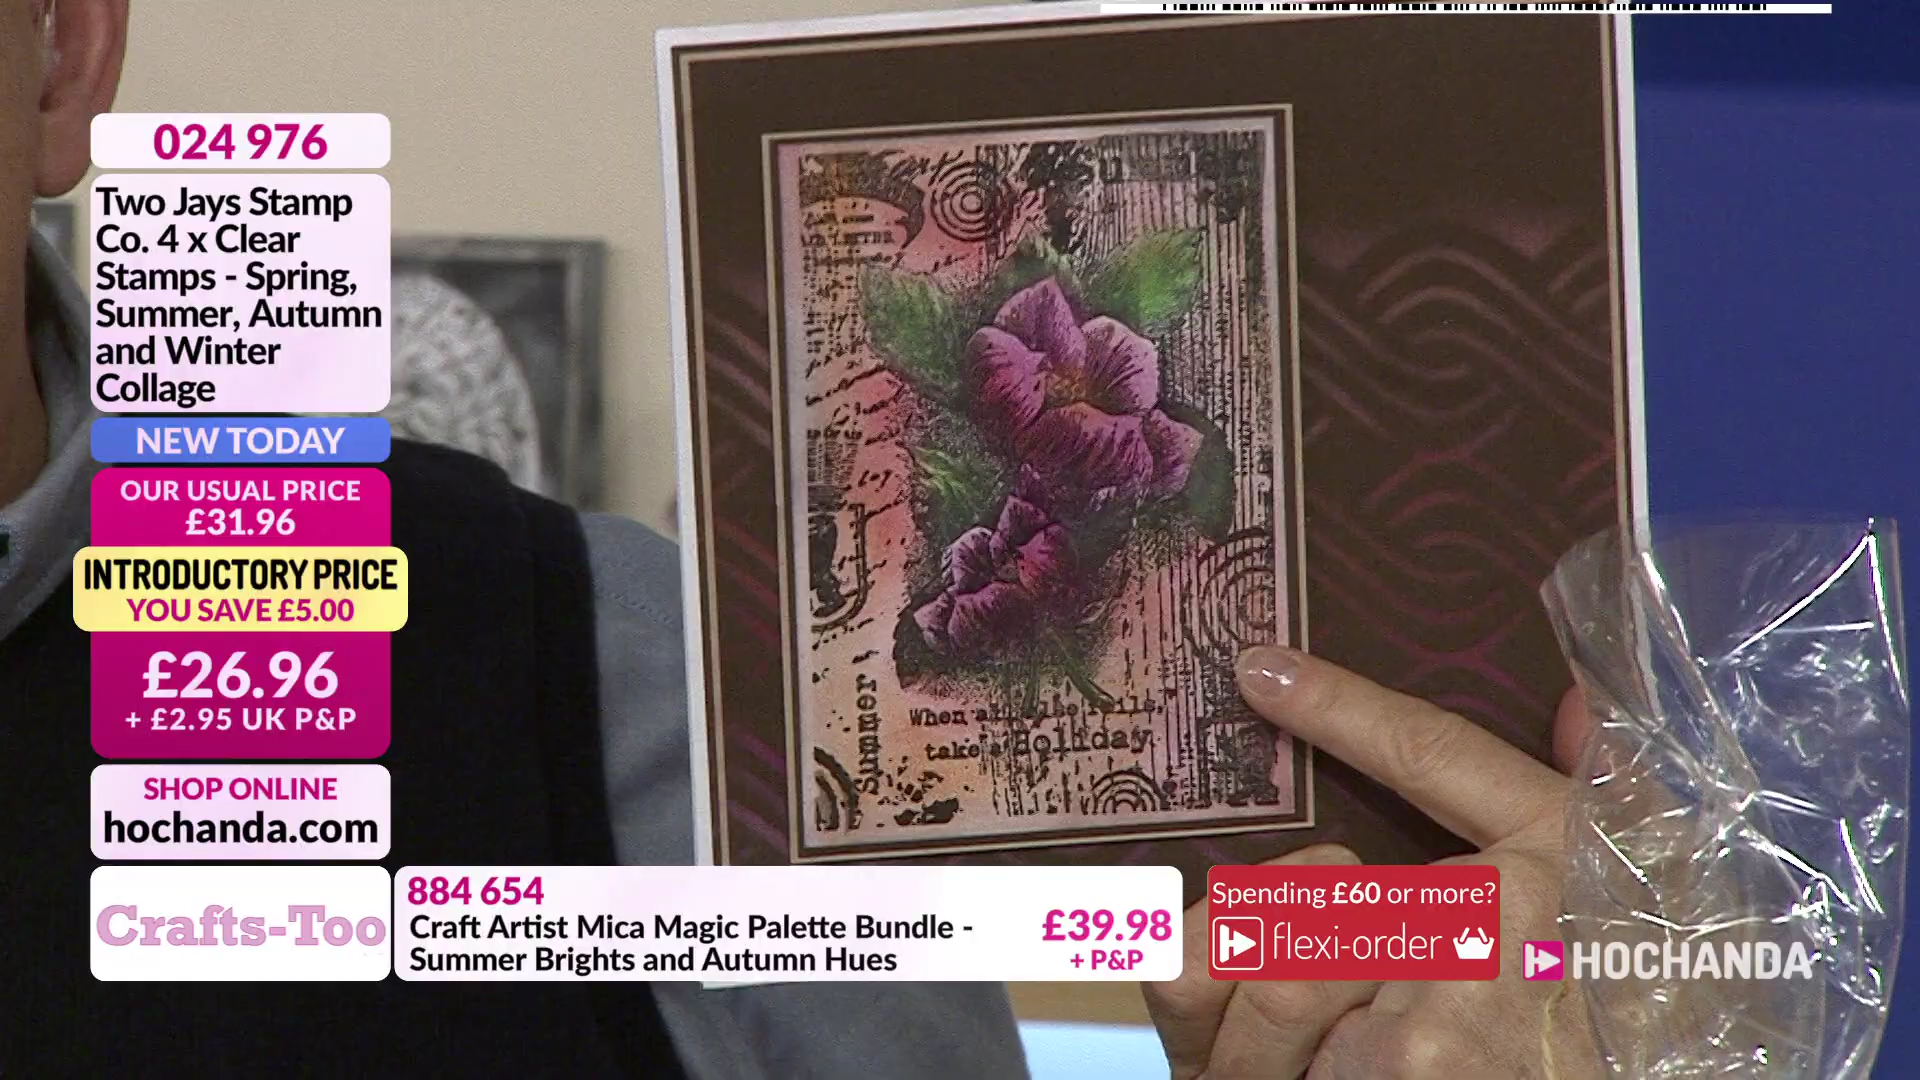 024 976
Two Jays Stamp
Co. 4 x Clear
Stamps - Spring,
Summer, Autumn
and Winter
Collage
NEW TODAY
OUR USUAL PRICE
£31.96
INTRODUCTORY PRICE
YOU SAVE £5.00
£26.96
+ £2.95 UK P&P
SHOP ONLINE
hochanda.com
Crafts-Too
884 654
Craft Artist Mica Magic Palette Bundle -
Summer Brights and Autumn Hues
£39.98
+ P&P
Spending £60 or more?
flexi-order
HOCHANDA
Summer
When
take a Holiday